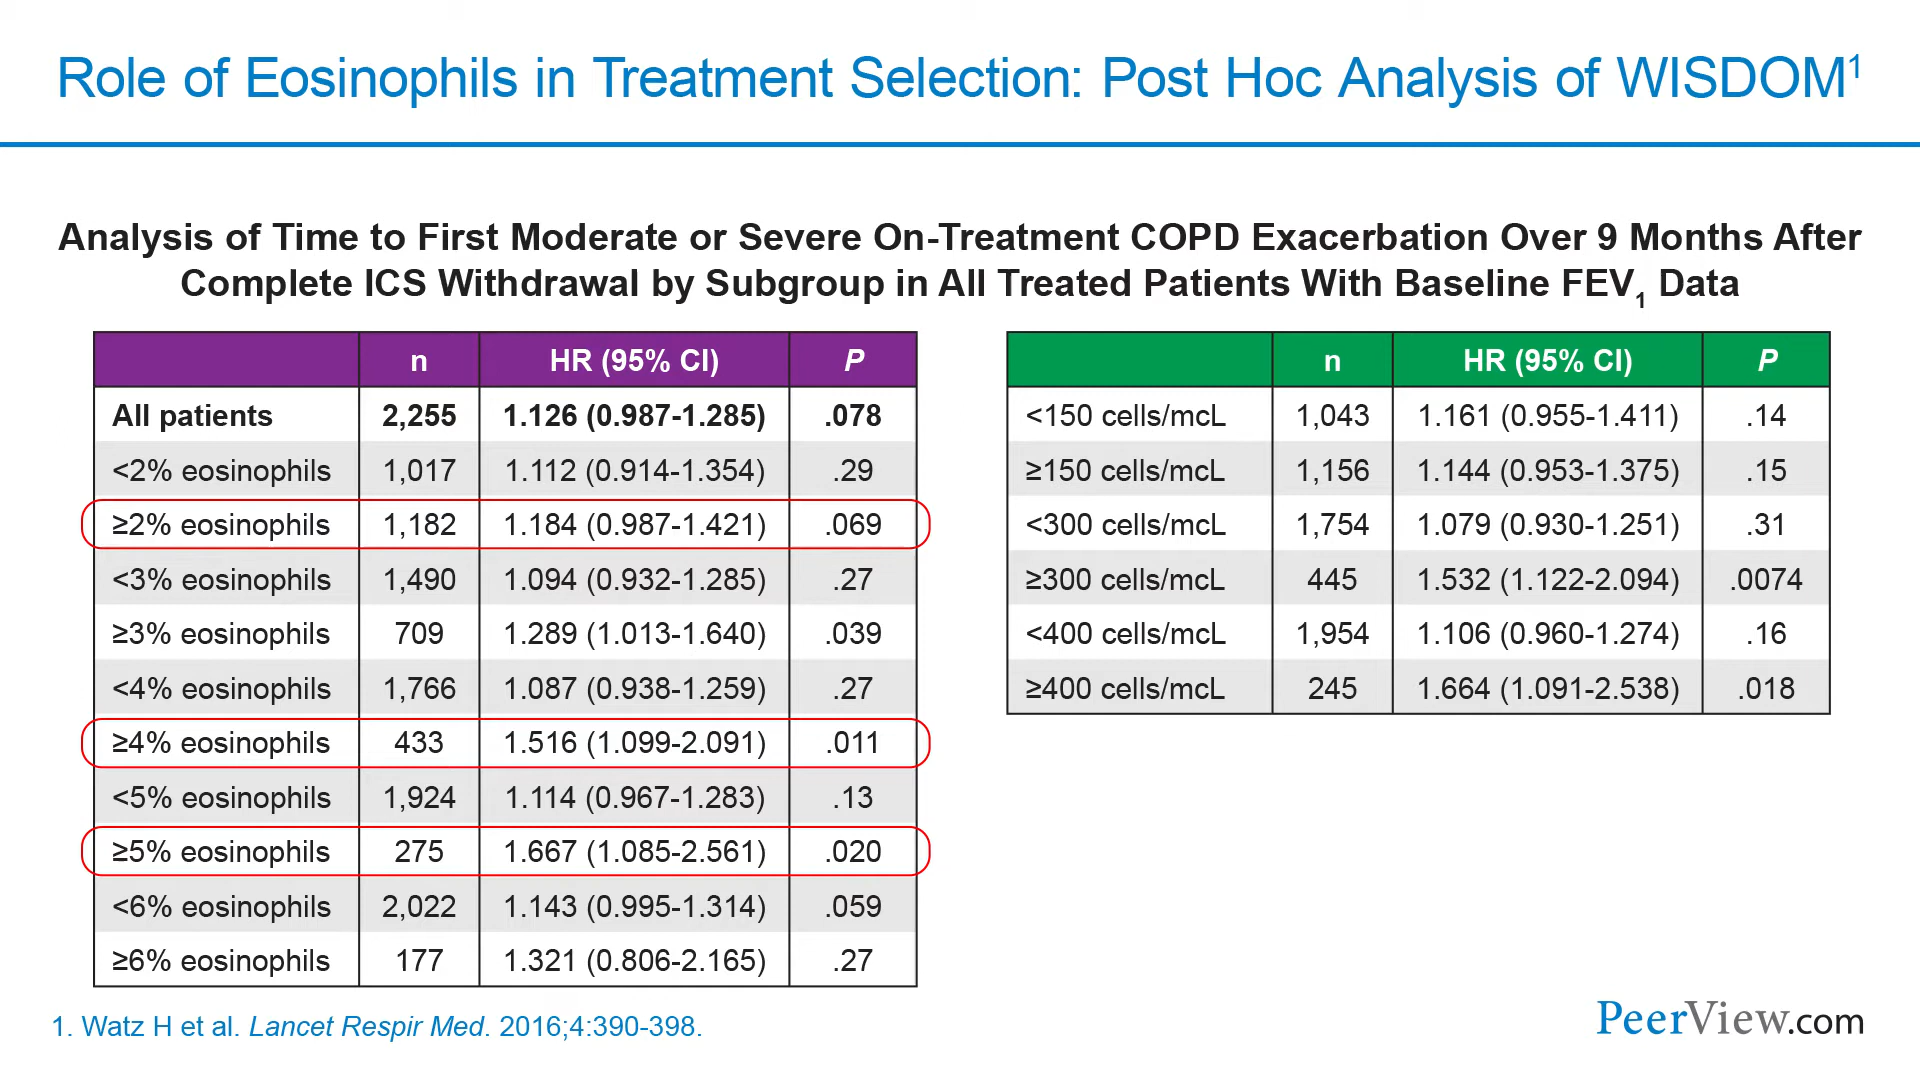 Role of Eosinophils in Treatment Selection: Post Hoc Analysis of WISDOM1
Analysis of Time to First Moderate or Severe On-Treatment COPD Exacerbation Over 9 Months After
Complete ICS Withdrawal by Subgroup in All Treated Patients With Baseline FEV1 Data
n HR (95% CI) P
All patients 2,255 1.126 (0.987-1.285) .078
<2% eosinophils 1,017 1.112 (0.914-1.354) .29
≥2% eosinophils 1,182 1.184 (0.987-1.421) .069
<3% eosinophils 1,490 1.094 (0.932-1.285) .27
≥3% eosinophils 709 1.289 (1.013-1.640) .039
<4% eosinophils 1,766 1.087 (0.938-1.259) .27
≥4% eosinophils 433 1.516 (1.099-2.091) .011
<5% eosinophils 1,924 1.114 (0.967-1.283) .13
≥5% eosinophils 275 1.667 (1.085-2.561) .020
<6% eosinophils 2,022 1.143 (0.995-1.314) .059
≥6% eosinophils 177 1.321 (0.806-2.165) .27
n HR (95% CI) P
<150 cells/mcL 1,043 1.161 (0.955-1.411) .14
≥150 cells/mcL 1,156 1.144 (0.953-1.375) .15
<300 cells/mcL 1,754 1.079 (0.930-1.251) .31
≥300 cells/mcL 445 1.532 (1.122-2.094) .0074
<400 cells/mcL 1,954 1.106 (0.960-1.274) .16
≥400 cells/mcL 245 1.664 (1.091-2.538) .018
1. Watz H et al. Lancet Respir Med. 2016;4:390-398.
PeerView.com